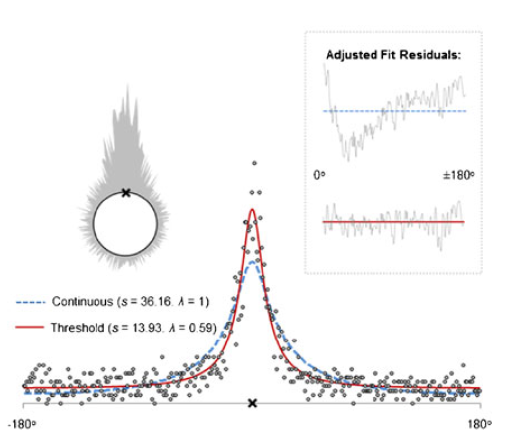 Adjusted Fit Residuals:
0° ±180°
Continuous (s = 36.16. λ = 1)
Threshold (s = 13.93. λ = 0.59)
-180° 180°